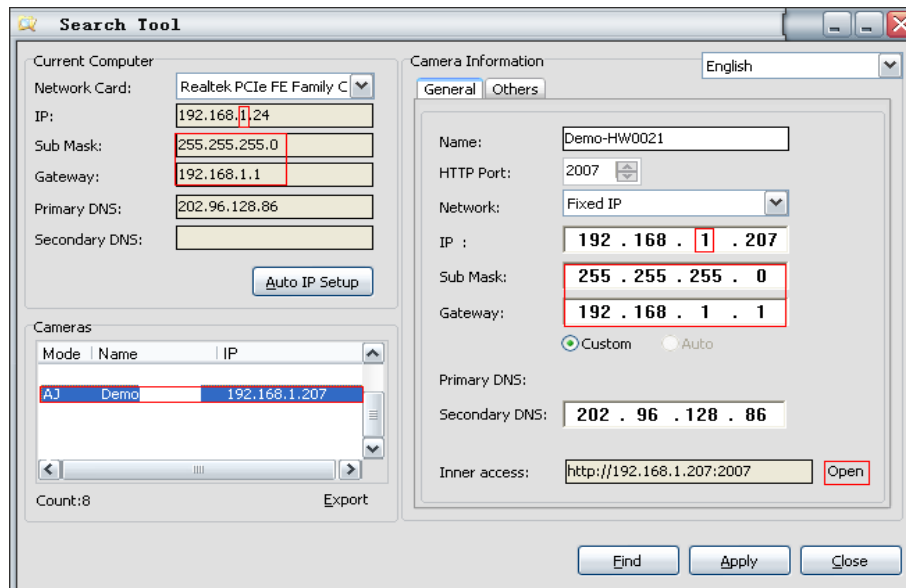 Search Tool
Current Computer
Network Card: Realtek PCIe FE Family C
IP: 192.168.1.24
Sub Mask: 255.255.255.0
Gateway: 192.168.1.1
Primary DNS: 202.96.128.86
Secondary DNS:
Auto IP Setup
Cameras
Mode Name IP
AJ Demo 192.168.1.207
Count:8 Export
Camera Information
English
General Others
Name: Demo-HW0021
HTTP Port: 2007
Network: Fixed IP
IP : 192 . 168 . 1 . 207
Sub Mask: 255 . 255 . 255 . 0
Gateway: 192 . 168 . 1 . 1
Custom Auto
Primary DNS:
Secondary DNS: 202 . 96 .128 . 86
Inner access: http://192.168.1.207:2007 Open
Find Apply Close